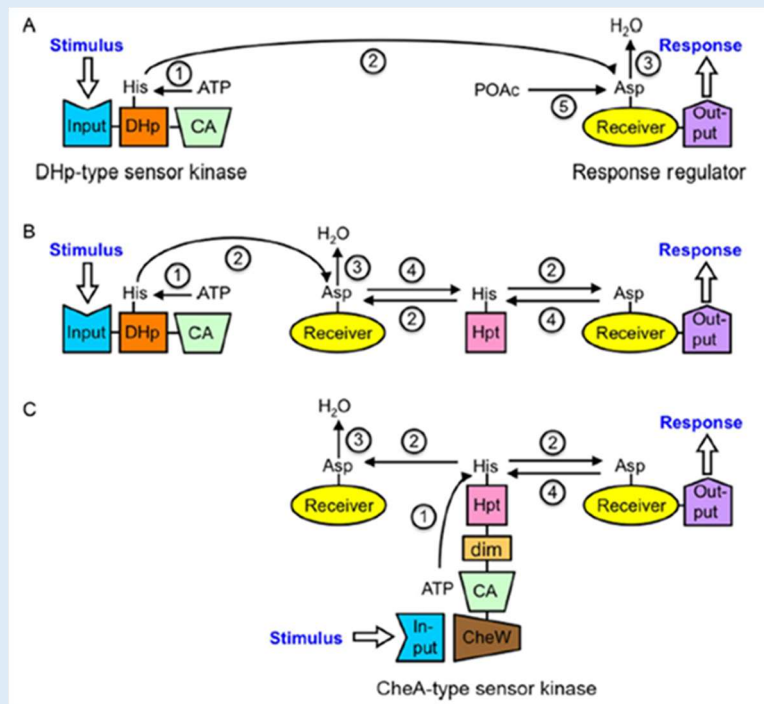 A
Stimulus
H₂O
Response
②
③
His ① ATP
POAc
⑤
Asp
Input
DHp
CA
Receiver
Out-
put
DHp-type sensor kinase
Response regulator
B
Stimulus
H₂O
Response
②
③
④
②
His ① ATP
Asp
②
His
④
Asp
Input
DHp
CA
Receiver
Hpt
Receiver
Out-
put
C
H₂O
Response
③
②
②
Asp
His
④
Asp
Receiver
①
Hpt
Receiver
Out-
put
dim
ATP
CA
Stimulus
In-
put
CheW
CheA-type sensor kinase